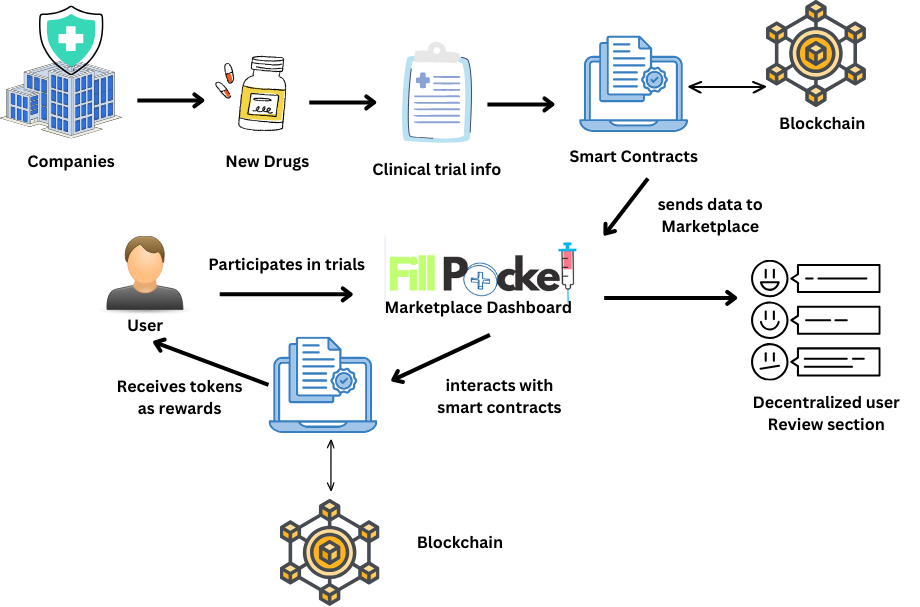 Companies
New Drugs
Clinical trial info
Smart Contracts
Blockchain
sends data to
Marketplace
Participates in trials
User
Fill Pocke
Marketplace Dashboard
Receives tokens
as rewards
interacts with
smart contracts
Decentralized user
Review section
Blockchain